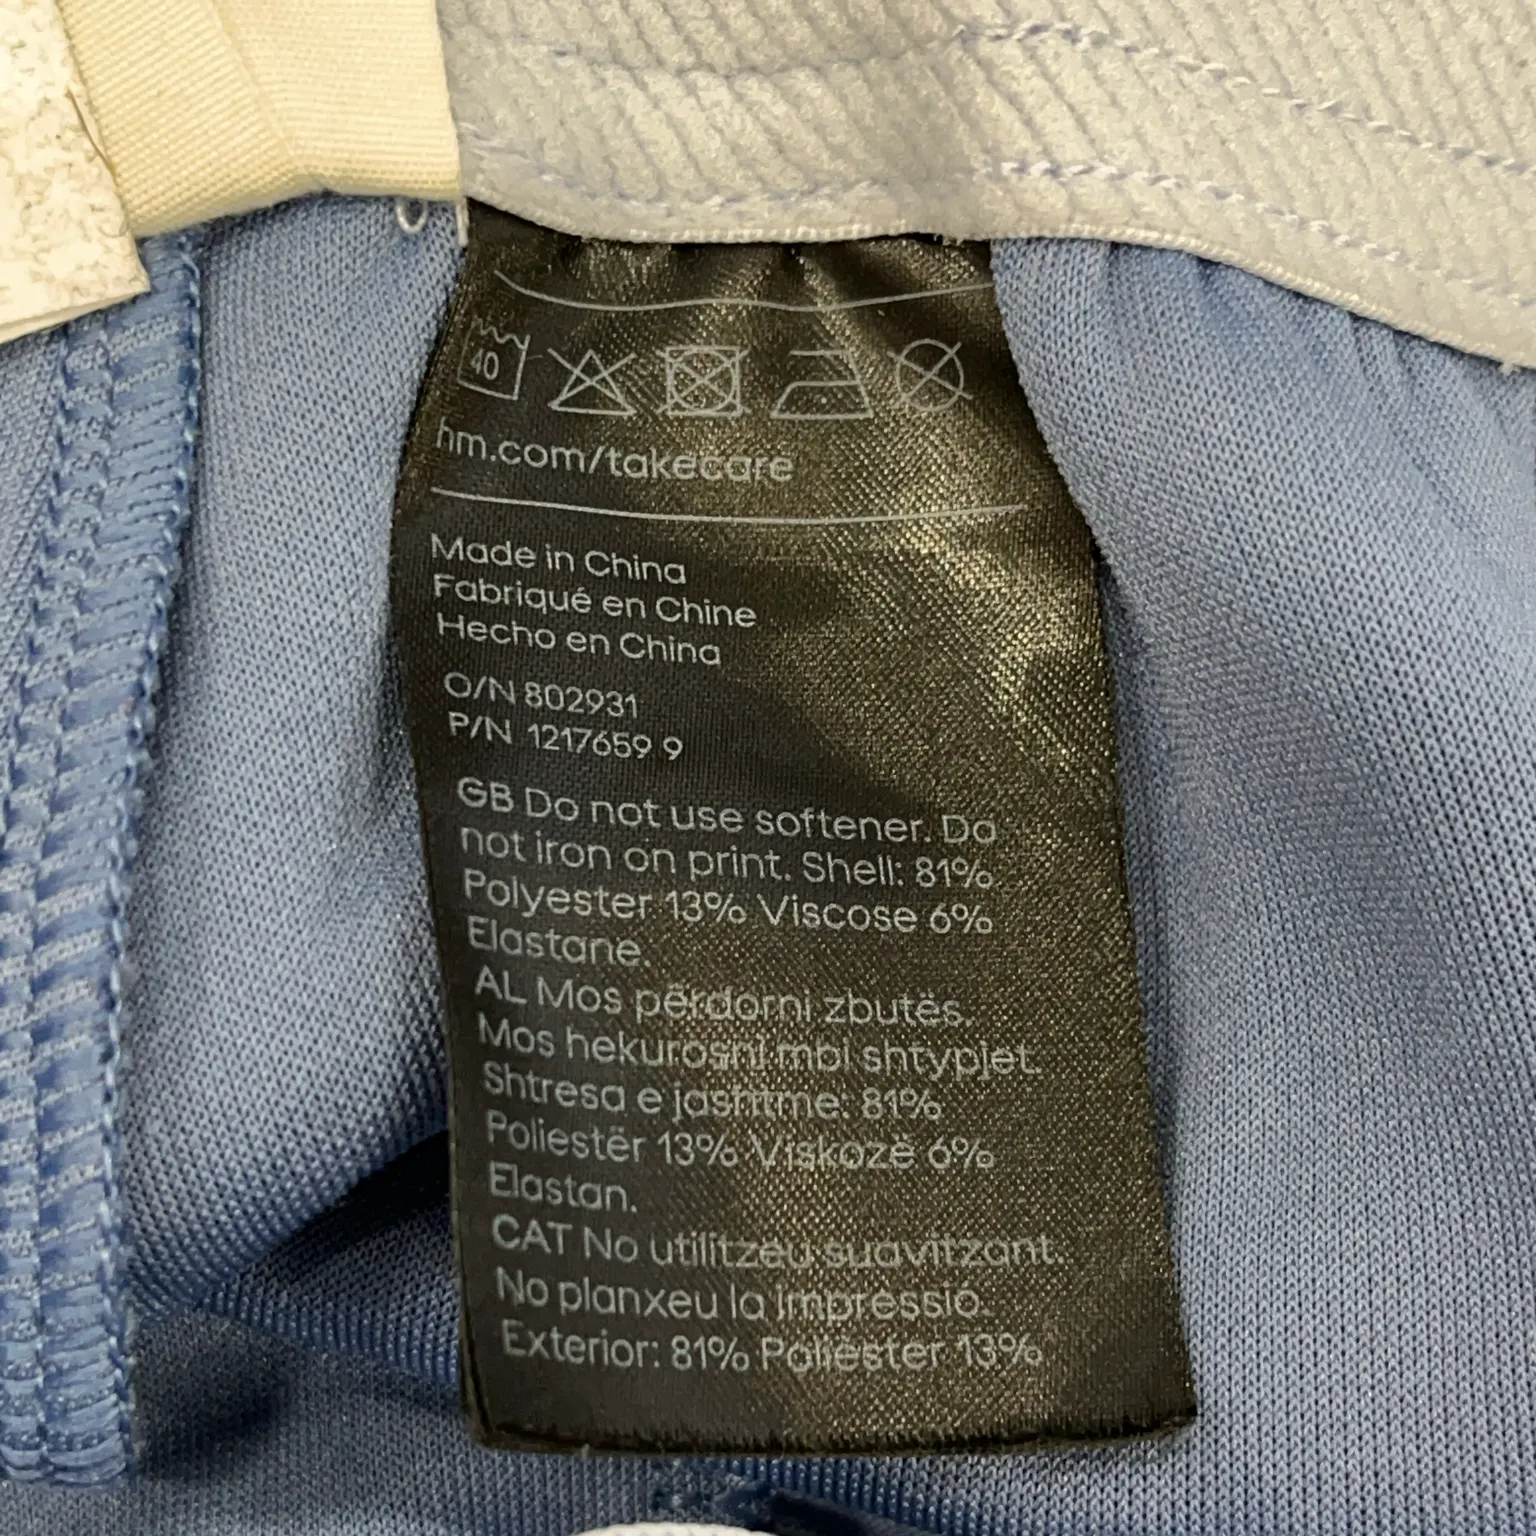 40
hm.com/takecare
Made in China
Fabriqué en Chine
Hecho en China
O/N 802931
P/N 1217659 9
GB Do not use softener. Do
not iron on print. Shell: 81%
Polyester 13% Viscose 6%
Elastane.
AL Mos përdorni zbutës.
Mos hekurosni mbi shtypjet.
Shtresa e jashtme: 81%
Poliestër 13% Viskozë 6%
Elastan.
CAT No utilitzeu suavitzant.
No planxeu la impressió.
Exterior: 81% Polièster 13%